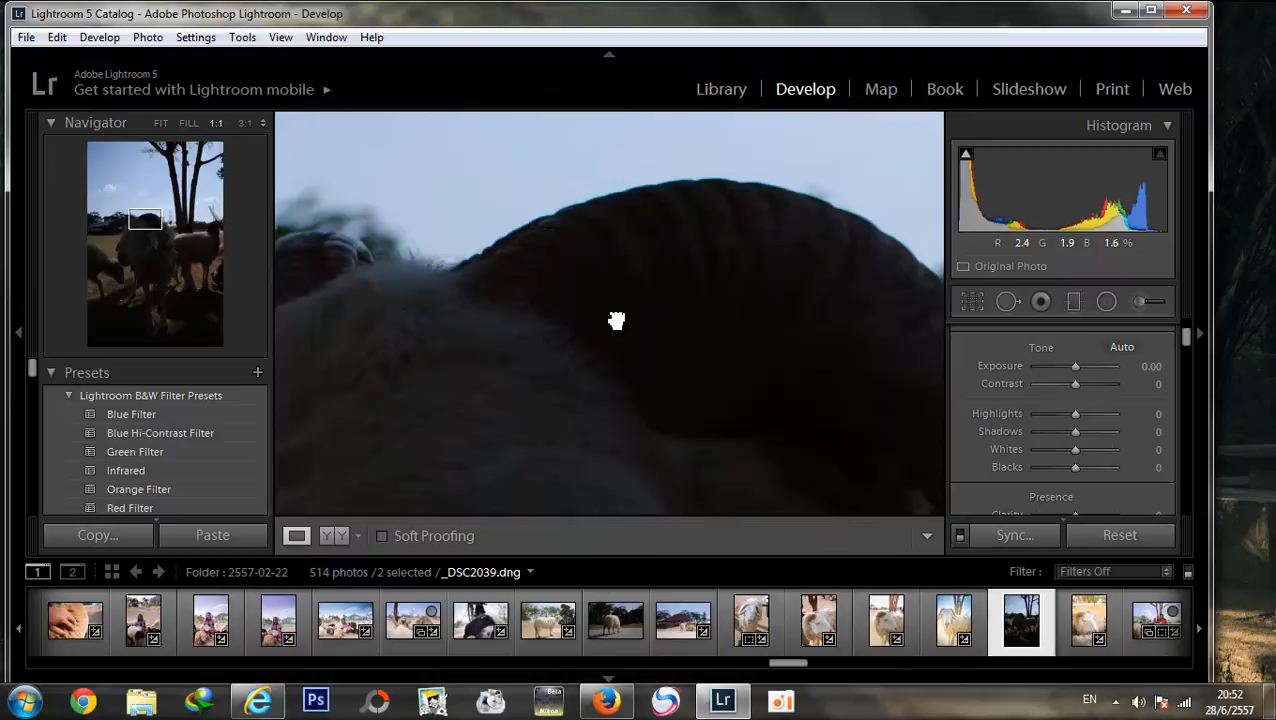 Lightroom 5 Catalog - Adobe Photoshop Lightroom - Develop
File Edit Develop Photo Settings Tools View Window Help
Adobe Lightroom 5
Lr Get started with Lightroom mobile
Library Develop Map Book Slideshow Print Web
Navigator FIT FILL 1:1 3:1
Histogram
R 2.4 G 1.9 B 1.6 %
Original Photo
Tone Auto
Exposure 0.00
Contrast 0
Highlights 0
Shadows 0
Whites 0
Blacks 0
Presence
Presets
Lightroom B&W Filter Presets
Blue Filter
Blue Hi-Contrast Filter
Green Filter
Infrared
Orange Filter
Red Filter
Copy... Paste
YY Soft Proofing
Sync... Reset
1 2 Folder : 2557-02-22 514 photos /2 selected /_DSC2039.dng Filter : Filters Off
Ps Beta Nikon Lr
EN
20:52
28/6/2557